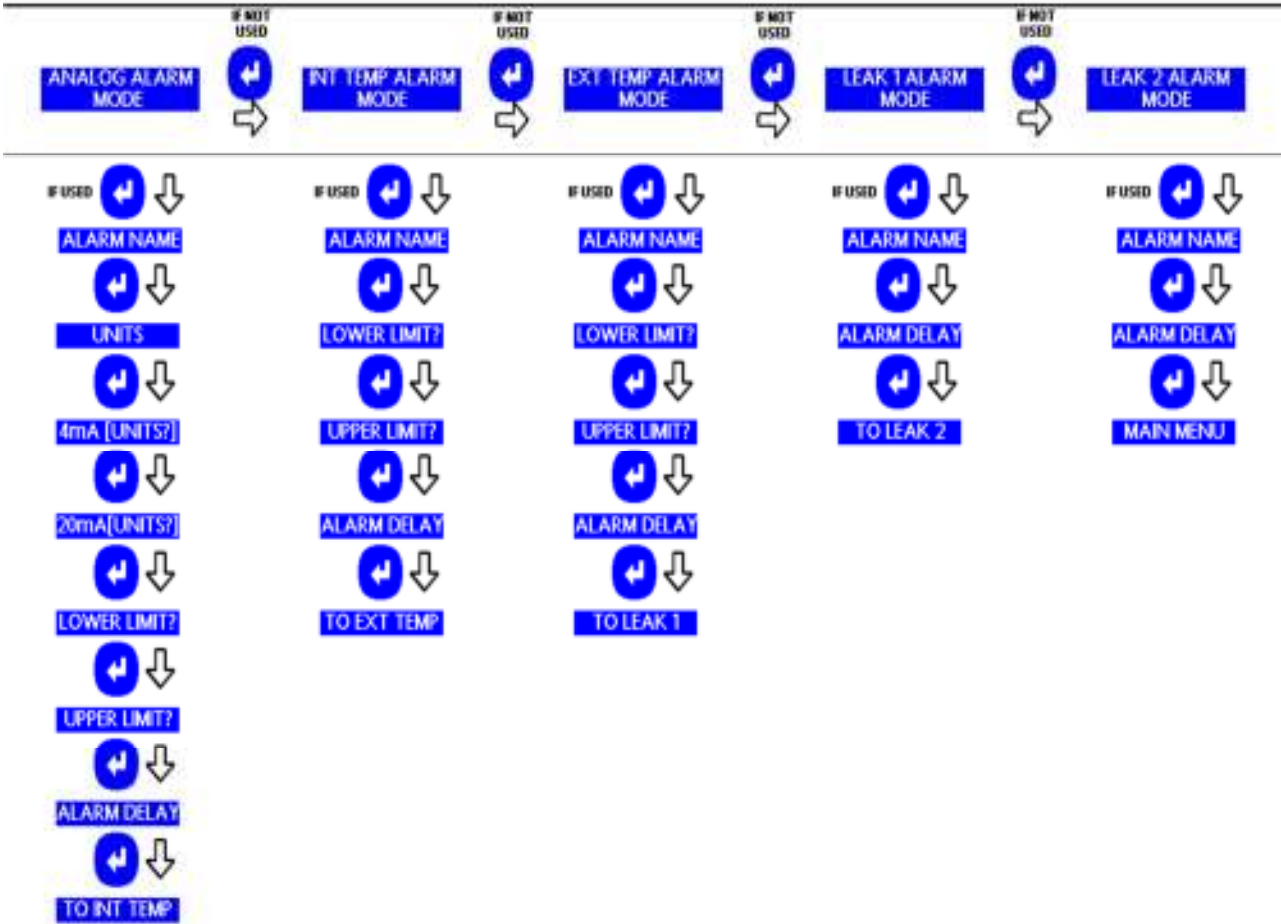 IF NOT
USED
IF NOT
USED
IF NOT
USED
IF NOT
USED
ANALOG ALARM
MODE
INT TEMP ALARM
MODE
EXT TEMP ALARM
MODE
LEAK 1 ALARM
MODE
LEAK 2 ALARM
MODE
IF USED
ALARM NAME
UNITS
4mA [UNITS?]
20mA[UNITS?]
LOWER LIMIT?
UPPER LIMIT?
ALARM DELAY
TO INT TEMP
IF USED
ALARM NAME
LOWER LIMIT?
UPPER LIMIT?
ALARM DELAY
TO EXT TEMP
IF USED
ALARM NAME
LOWER LIMIT?
UPPER LIMIT?
ALARM DELAY
TO LEAK 1
IF USED
ALARM NAME
ALARM DELAY
TO LEAK 2
IF USED
ALARM NAME
ALARM DELAY
MAIN MENU